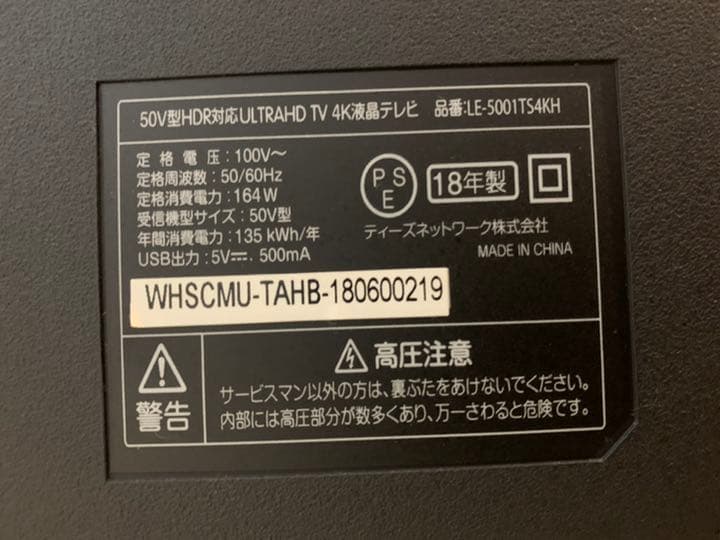 50V型HDR対応ULTRAHD TV 4K液晶テレビ 品番:LE-5001TS4KH
定格電圧:100V～
定格周波数:50/60Hz
定格消費電力:164W
受信機型サイズ:50V型
年間消費電力:135 kWh/年
USB出力:5V⎓, 500mA
PSE
18年製
ティーズネットワーク株式会社
MADE IN CHINA
WHSCMU-TAHB-180600219
警告
高圧注意
サービスマン以外の方は、裏ぶたをあけないでください。
内部には高圧部分が数多くあり、万一さわると危険です。